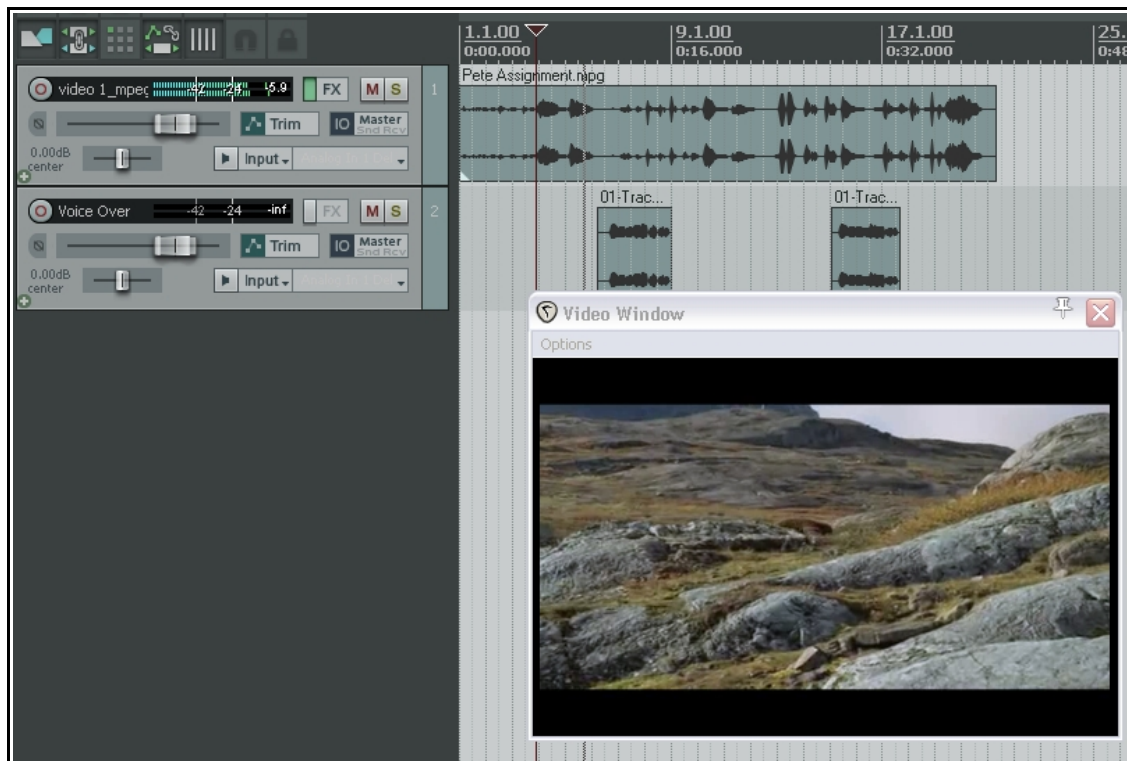 1.1.00 9.1.00 17.1.00 25.
0:00.000 0:16.000 0:32.000 0:48
Pete Assignment.mpg
video 1_mpeg -42 -24 -5.9 FX M S 1
Trim IO Master
Snd Rcv
0.00dB
center
Input
Voice Over -42 -24 -inf FX M S 2
01-Trac... 01-Trac...
Trim IO Master
Snd Rcv
0.00dB
center
Input
Video Window
Options